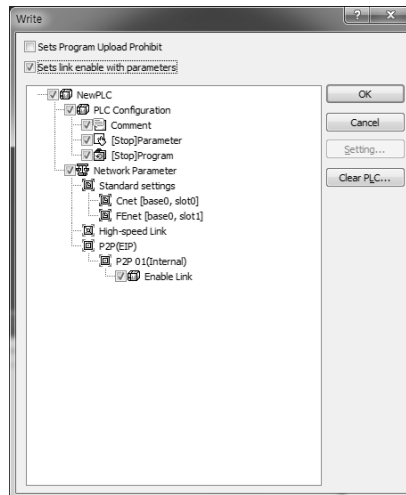 Write
Sets Program Upload Prohibit
Sets link enable with parameters
NewPLC
PLC Configuration
Comment
[Stop]Parameter
[Stop]Program
Network Parameter
Standard settings
Cnet [base0, slot0]
FEnet [base0, slot1]
High-speed Link
P2P(EIP)
P2P 01(Internal)
Enable Link
OK
Cancel
Setting...
Clear PLC...